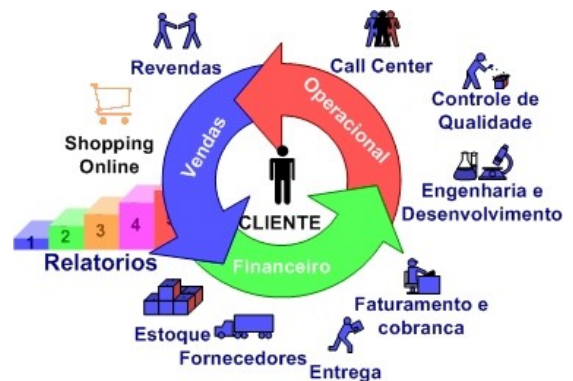 Revendas
Call Center
Controle de
Qualidade
Shopping
Online
Vendas
Operacional
Engenharia e
Desenvolvimento
CLIENTE
1
2
3
4
Relatorios
Financeiro
Faturamento e
cobranca
Estoque
Fornecedores
Entrega